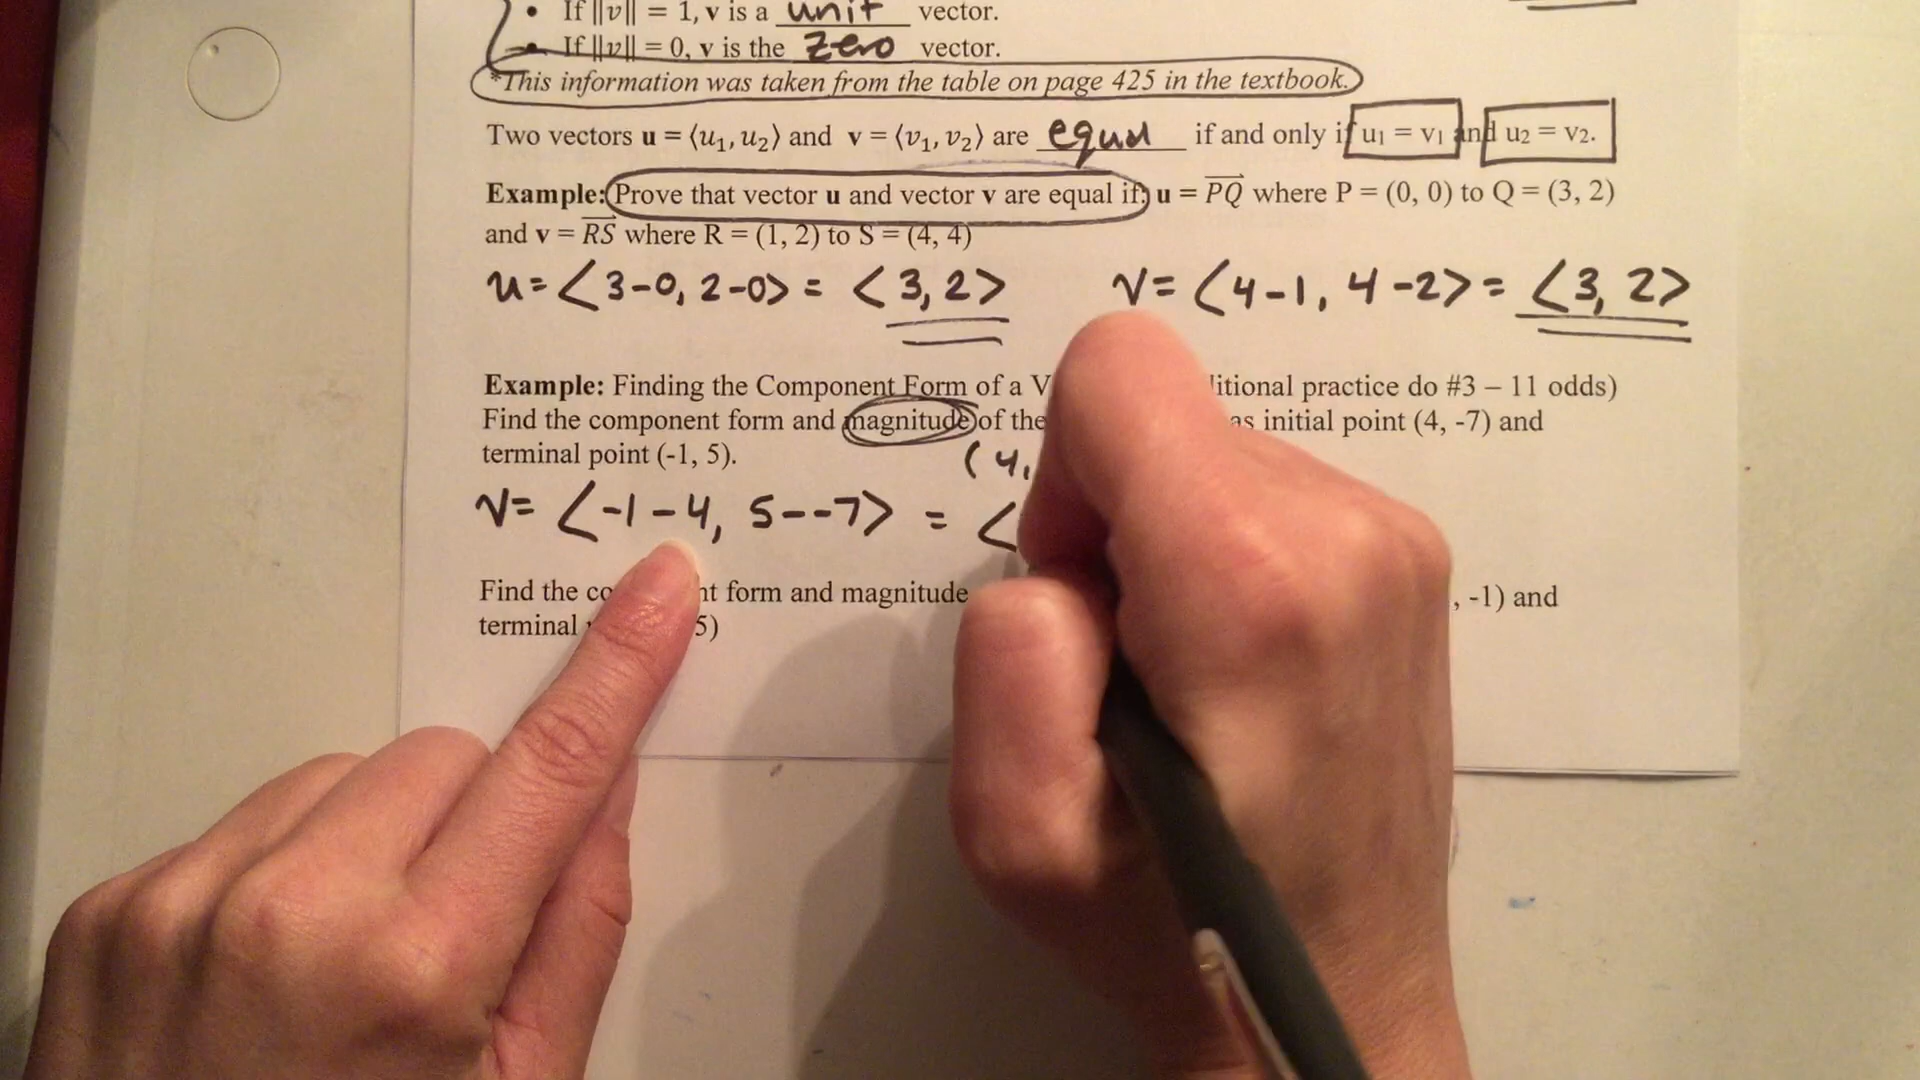 • If ||v|| = 1, v is a unit vector.
• If ||v|| = 0, v is the zero vector.
*This information was taken from the table on page 425 in the textbook.
Two vectors u = ⟨u₁, u₂⟩ and v = ⟨v₁, v₂⟩ are equal if and only if u₁ = v₁ and u₂ = v₂.
Example: Prove that vector u and vector v are equal if: u = PQ where P = (0, 0) to Q = (3, 2)
and v = RS where R = (1, 2) to S = (4, 4)
u = <3-0, 2-0> = <3, 2> v = <4-1, 4-2> = <3, 2>
Example: Finding the Component Form of a V itional practice do #3 – 11 odds)
Find the component form and magnitude of the as initial point (4, -7) and
terminal point (-1, 5).
(4,
v = <-1-4, 5--7> = <
Find the co nt form and magnitude , -1) and
terminal 5)